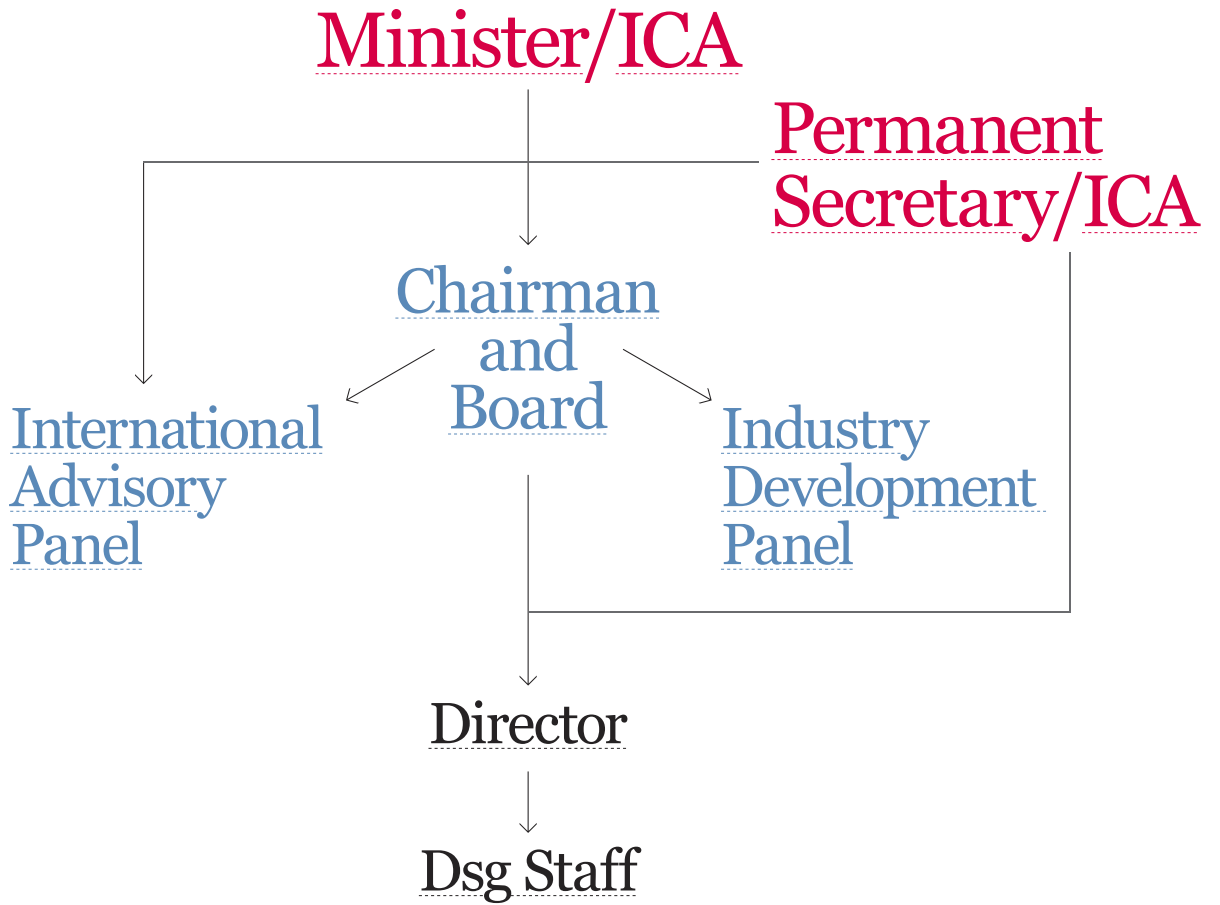 Minister/ICA
Permanent
Secretary/ICA
Chairman
and
Board
International
Advisory
Panel
Industry
Development
Panel
Director
Dsg Staff